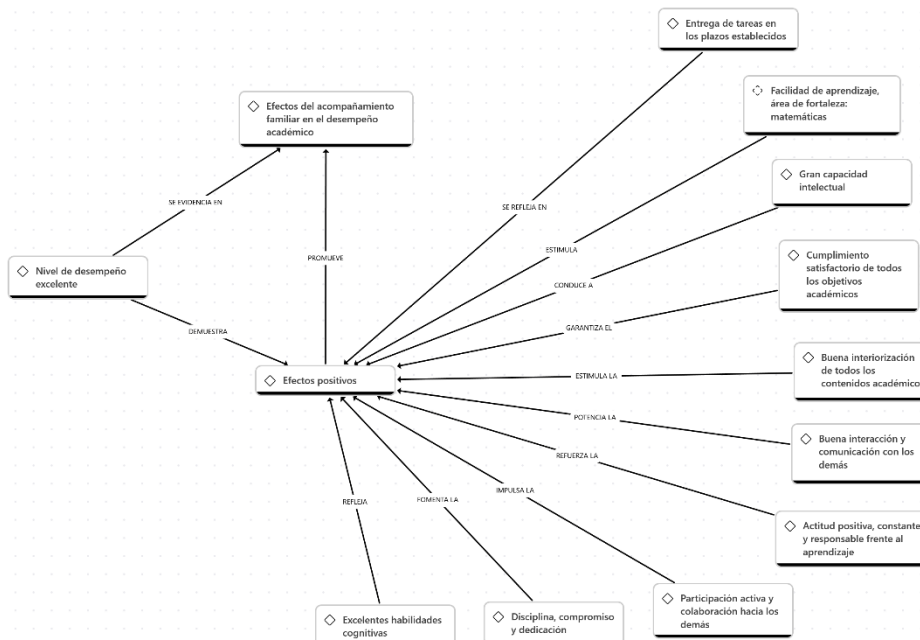 Entrega de tareas en
los plazos establecidos
Facilidad de aprendizaje,
área de fortaleza:
matemáticas
Efectos del acompañamiento
familiar en el desempeño
académico
Gran capacidad
intelectual
SE EVIDENCIA EN
SE REFLEJA EN
ESTIMULA
PROMUEVE
CONDUCE A
Nivel de desempeño
excelente
Cumplimiento
satisfactorio de todos
los objetivos
académicos
DEMUESTRA
GARANTIZA EL
Efectos positivos
ESTIMULA LA
Buena interiorización
de todos los
contenidos académico
POTENCIA LA
Buena interacción y
comunicación con los
demás
REFUERZA LA
REFLEJA
FOMENTA LA
IMPULSA LA
Actitud positiva, constante
y responsable frente al
aprendizaje
Excelentes habilidades
cognitivas
Disciplina, compromiso
y dedicación
Participación activa y
colaboración hacia los
demás